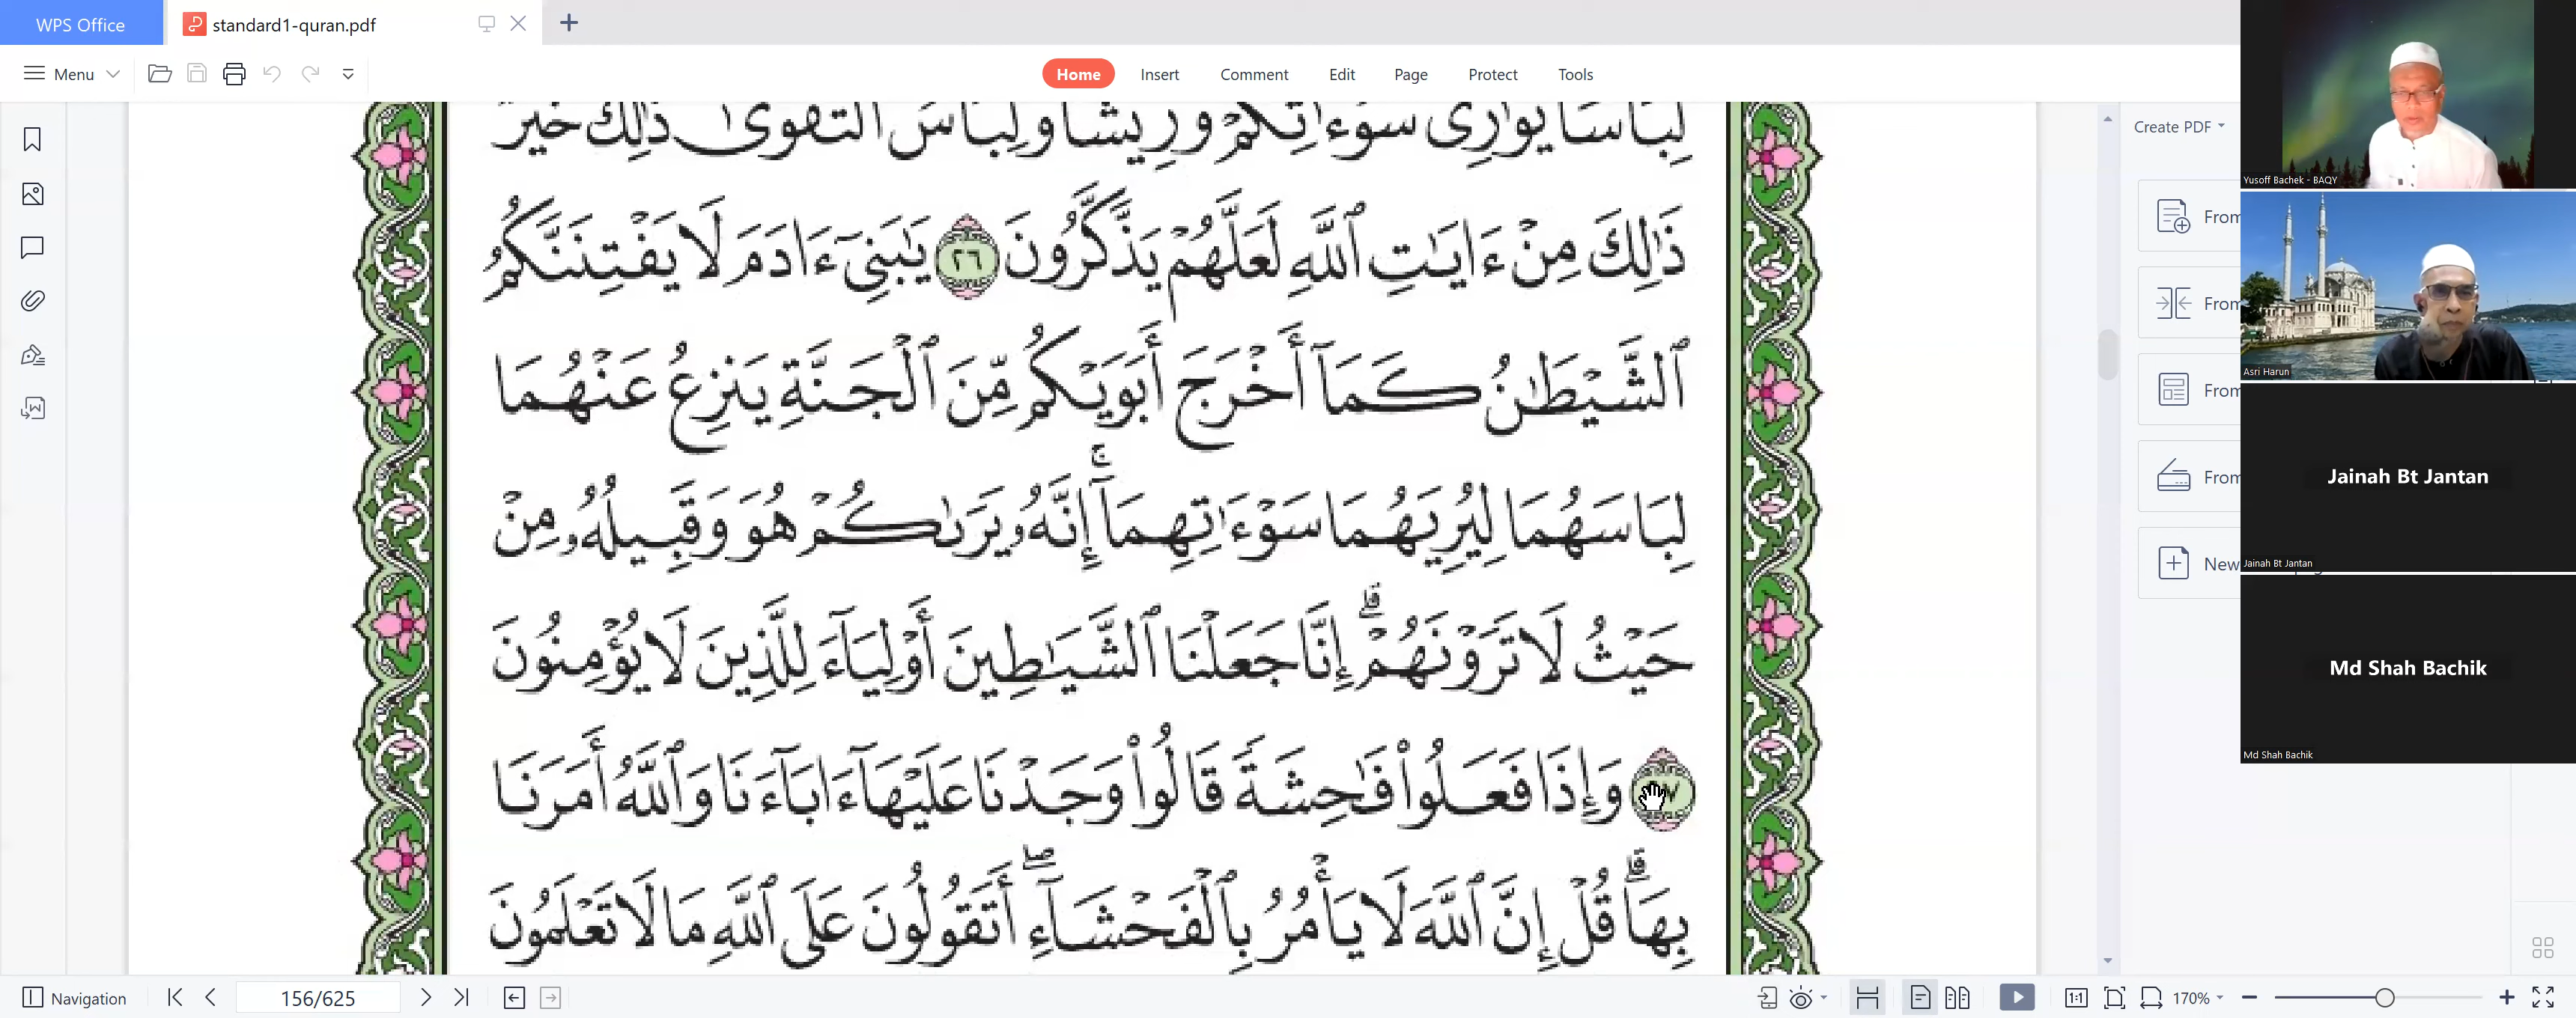 WPS Office
standard1-quran.pdf
Menu
Home
Insert
Comment
Edit
Page
Protect
Tools
Create PDF
From
From
From
From
New
لِبَاسًا يُوَٰرِى سَوْءَٰتِكُمْ وَرِيشًا وَلِبَاسُ ٱلتَّقْوَىٰ ذَٰلِكَ خَيْرٌ
ذَٰلِكَ مِنْ ءَايَٰتِ ٱللَّهِ لَعَلَّهُمْ يَذَّكَّرُونَ ٢٦ يَٰبَنِىٓ ءَادَمَ لَا يَفْتِنَنَّكُمُ
ٱلشَّيْطَٰنُ كَمَآ أَخْرَجَ أَبَوَيْكُم مِّنَ ٱلْجَنَّةِ يَنزِعُ عَنْهُمَا
لِبَاسَهُمَا لِيُرِيَهُمَا سَوْءَٰتِهِمَآ ۚ إِنَّهُۥ يَرَىٰكُمْ هُوَ وَقَبِيلُهُۥ مِنْ
حَيْثُ لَا تَرَوْنَهُمْ ۗ إِنَّا جَعَلْنَا ٱلشَّيَٰطِينَ أَوْلِيَآءَ لِلَّذِينَ لَا يُؤْمِنُونَ
وَإِذَا فَعَلُوا۟ فَٰحِشَةً قَالُوا۟ وَجَدْنَا عَلَيْهَآ ءَابَآءَنَا وَٱللَّهُ أَمَرَنَا
بِهَا ۗ قُلْ إِنَّ ٱللَّهَ لَا يَأْمُرُ بِٱلْفَحْشَآءِ ۖ أَتَقُولُونَ عَلَى ٱللَّهِ مَا لَا تَعْلَمُونَ
Yusoff Bachek - BAQY
Asri Harun
Jainah Bt Jantan
Jainah Bt Jantan
Md Shah Bachik
Md Shah Bachik
Navigation
156/625
1:1
170%